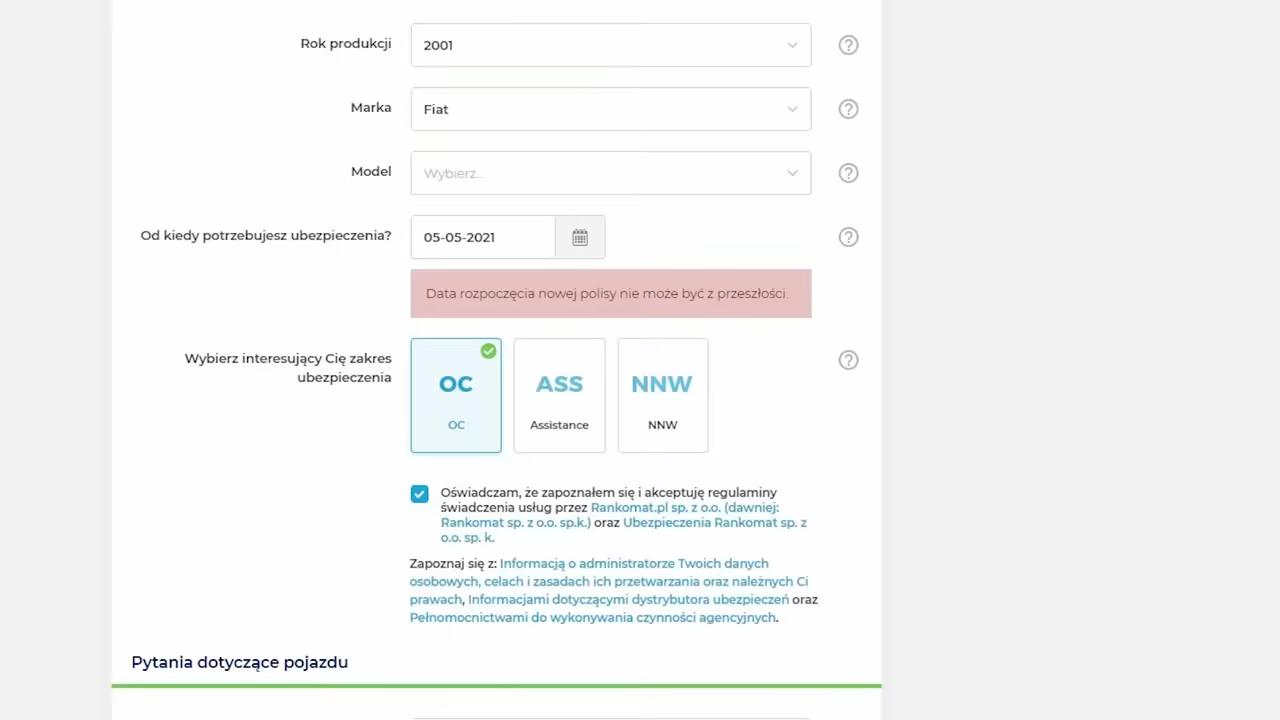 Rok produkcji
2001
Marka
Fiat
Model
Wybierz...
Od kiedy potrzebujesz ubezpieczenia?
05-05-2021
Data rozpoczęcia nowej polisy nie może być z przeszłości.
Wybierz interesujący Cię zakres
ubezpieczenia
OC
OC
ASS
Assistance
NNW
NNW
Oświadczam, że zapoznałem się i akceptuję regulaminy
świadczenia usług przez Rankomat.pl sp. z o.o. (dawniej:
Rankomat sp. z o.o. sp.k.) oraz Ubezpieczenia Rankomat sp. z
o.o. sp. k.
Zapoznaj się z: Informacją o administratorze Twoich danych
osobowych, celach i zasadach ich przetwarzania oraz należnych Ci
prawach, Informacjami dotyczącymi dystrybutora ubezpieczeń oraz
Pełnomocnictwami do wykonywania czynności agencyjnych.
Pytania dotyczące pojazdu